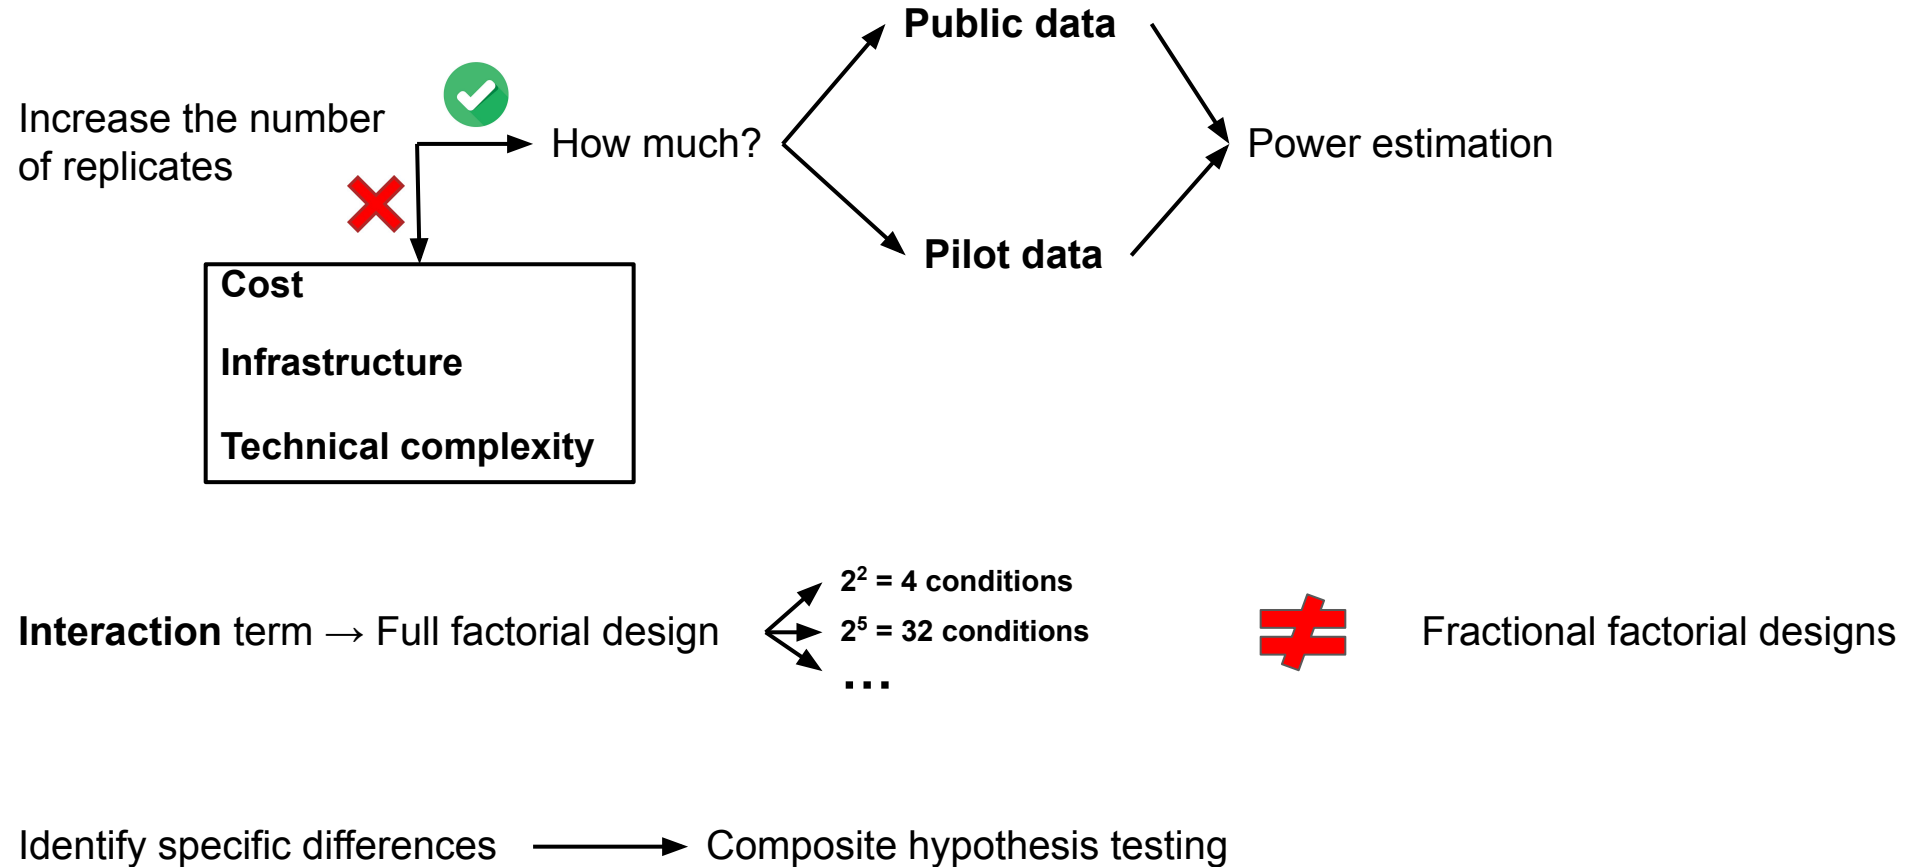 Public data
Increase the number
of replicates
How much?
Power estimation
Pilot data
Cost
Infrastructure
Technical complexity
Interaction term → Full factorial design
2² = 4 conditions
2⁵ = 32 conditions
…
≠
Fractional factorial designs
Identify specific differences
Composite hypothesis testing